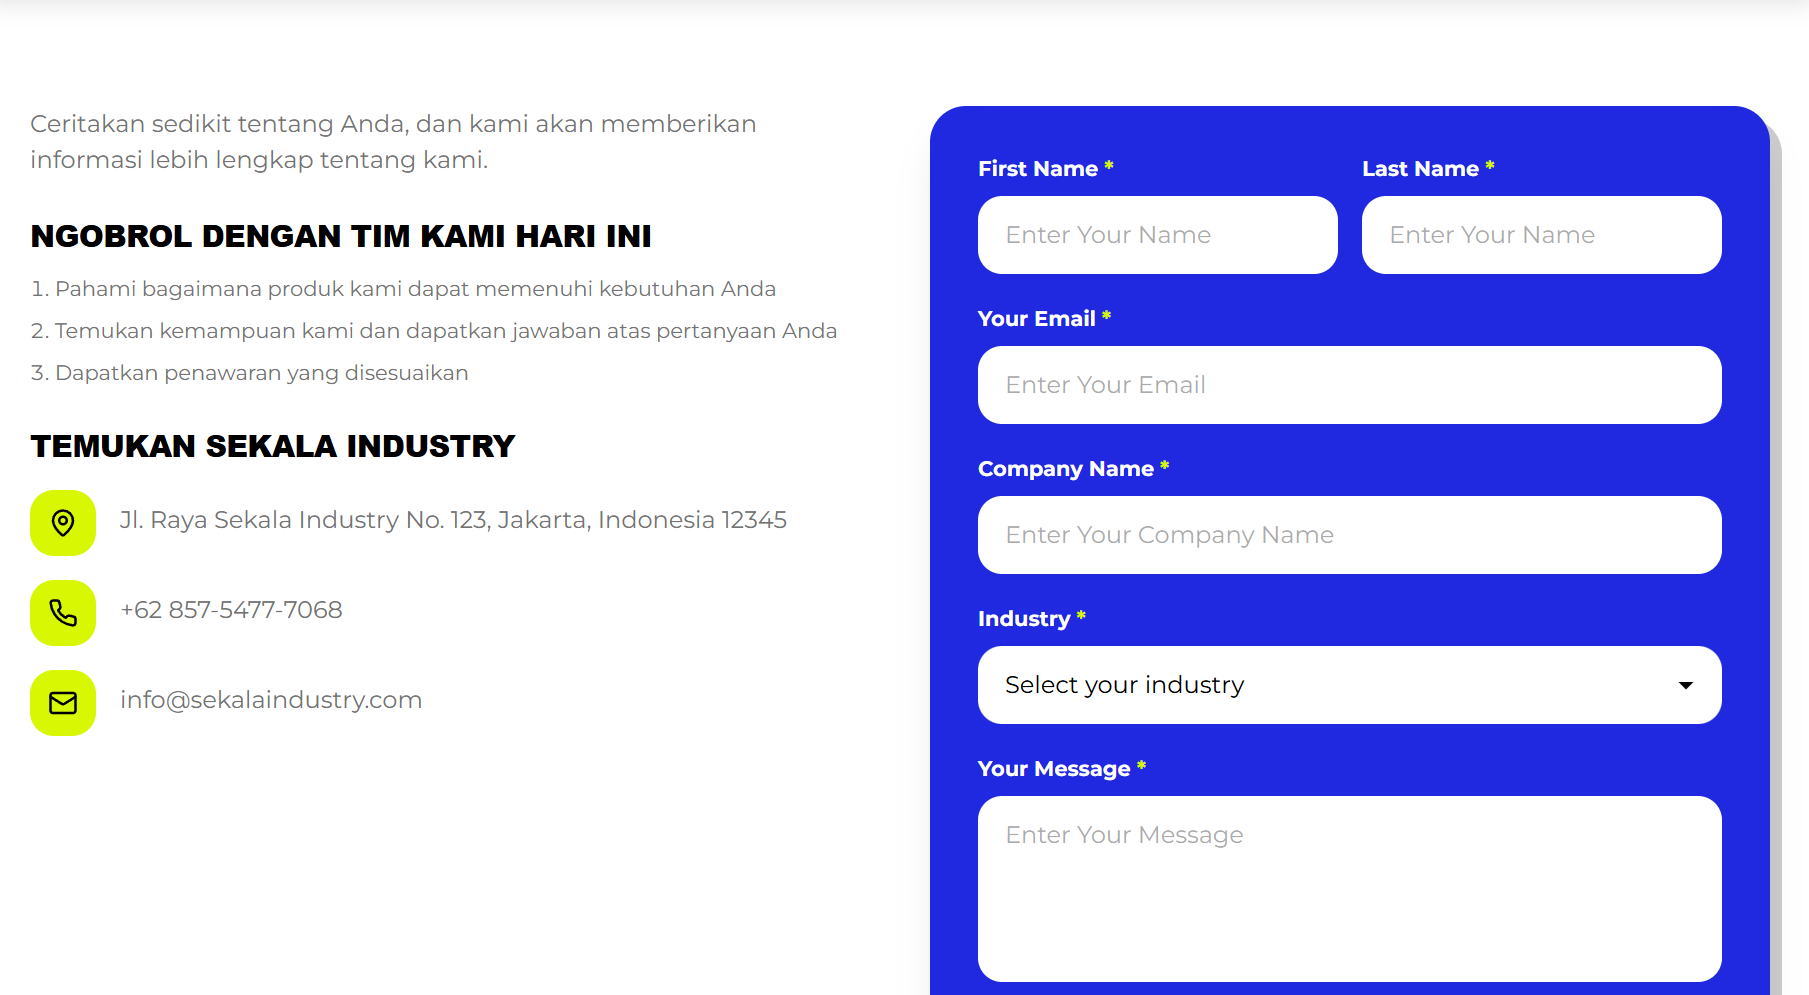 Ceritakan sedikit tentang Anda, dan kami akan memberikan
informasi lebih lengkap tentang kami.
NGOBROL DENGAN TIM KAMI HARI INI
1. Pahami bagaimana produk kami dapat memenuhi kebutuhan Anda
2. Temukan kemampuan kami dan dapatkan jawaban atas pertanyaan Anda
3. Dapatkan penawaran yang disesuaikan
TEMUKAN SEKALA INDUSTRY
Jl. Raya Sekala Industry No. 123, Jakarta, Indonesia 12345
+62 857-5477-7068
info@sekalaindustry.com
First Name *
Last Name *
Enter Your Name
Enter Your Name
Your Email *
Enter Your Email
Company Name *
Enter Your Company Name
Industry *
Select your industry
Your Message *
Enter Your Message